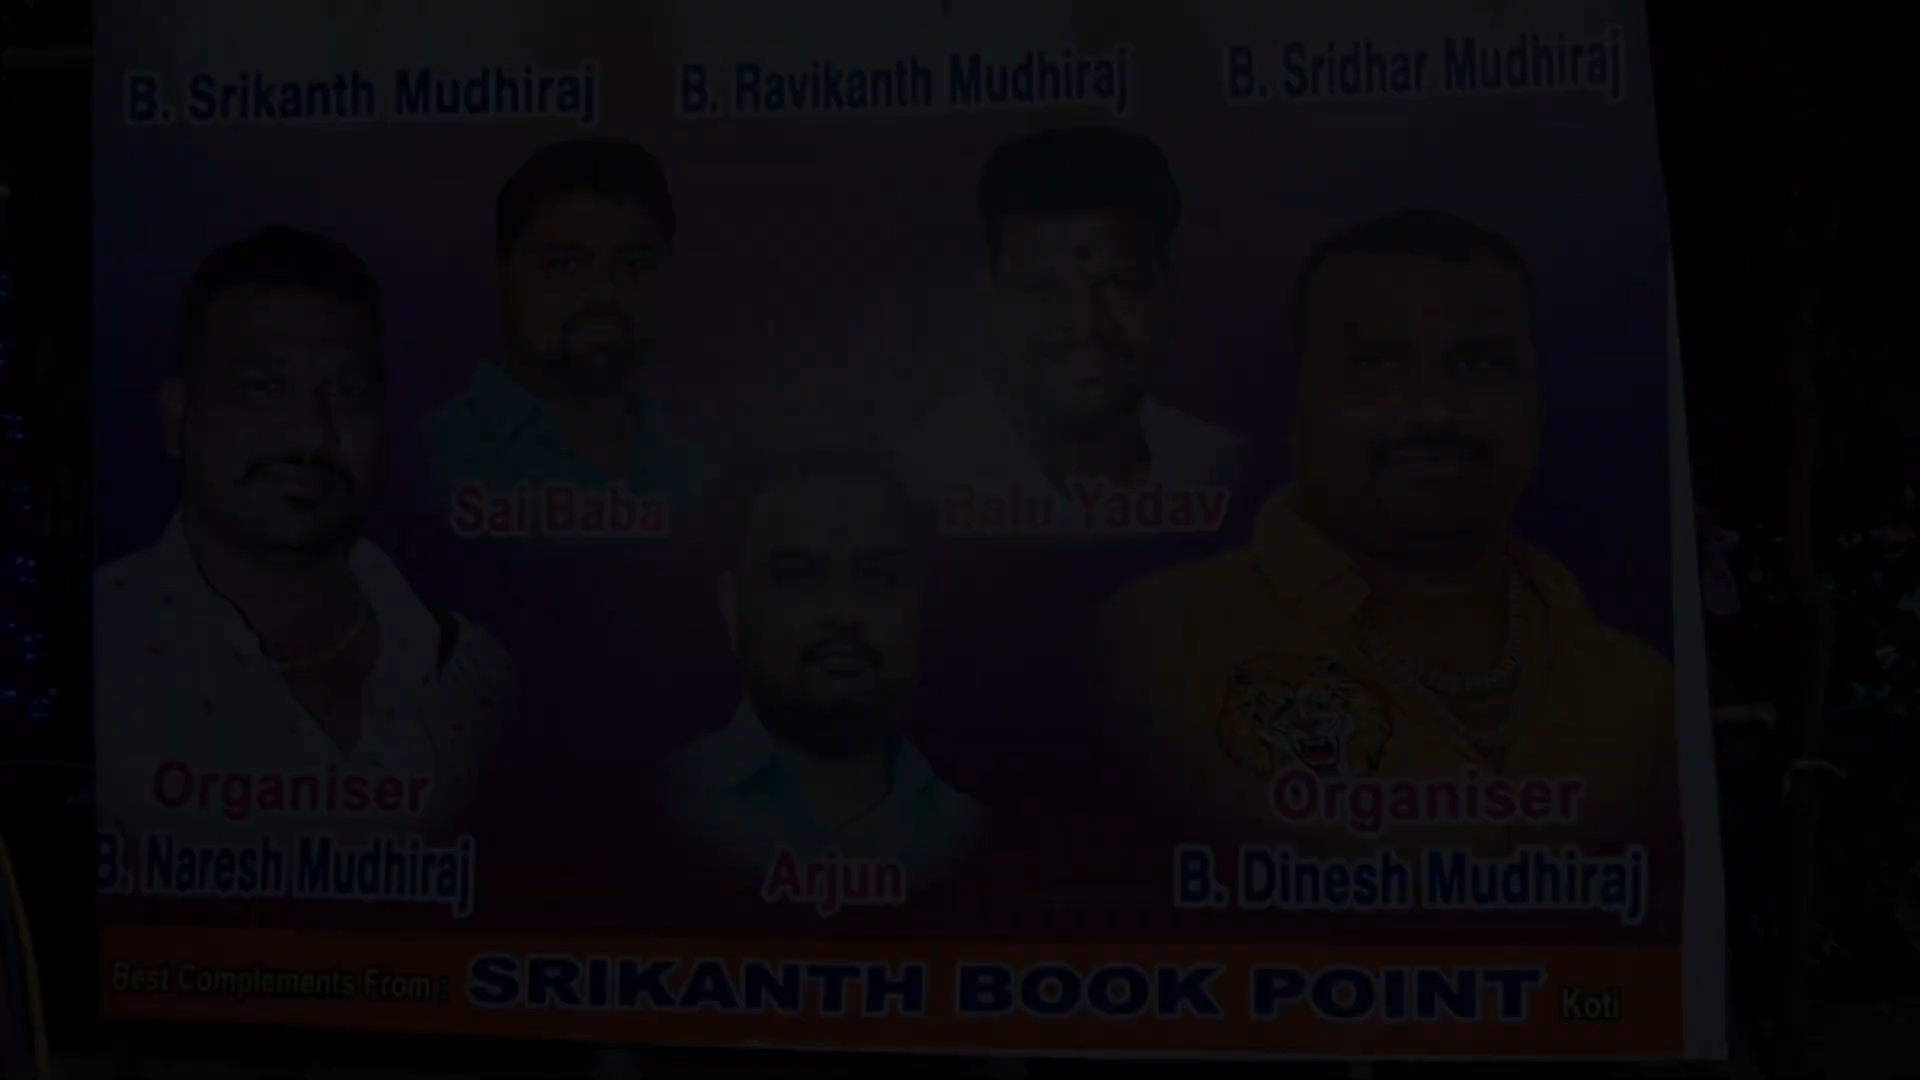 B. Srikanth Mudhiraj B. Ravikanth Mudhiraj B. Sridhar Mudhiraj
Sai Baba Balu Yadav
Organiser Organiser
B. Naresh Mudhiraj Arjun B. Dinesh Mudhiraj
Best Complements From : SRIKANTH BOOK POINT Koti